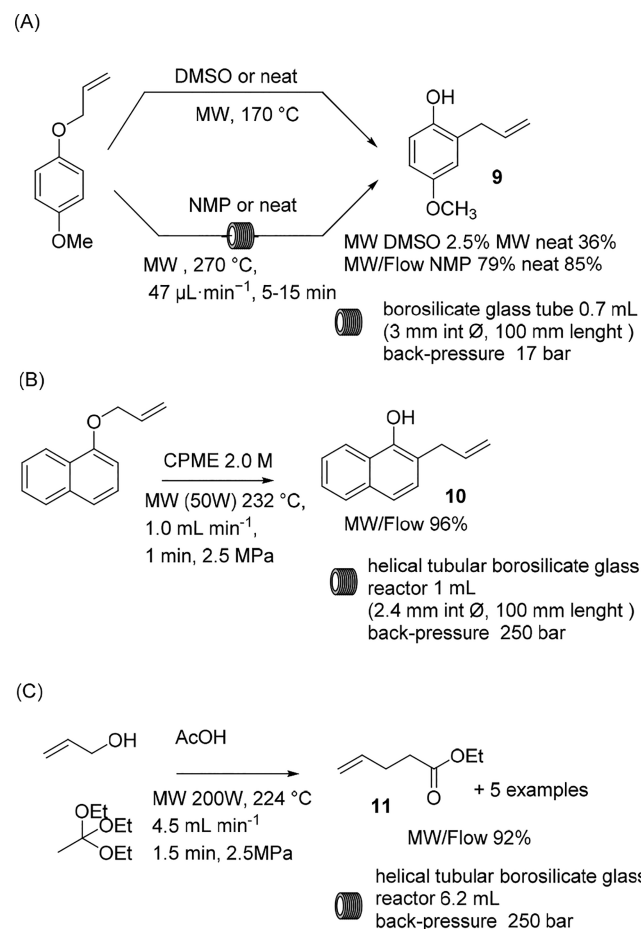 (A)
DMSO or neat
MW, 170 °C
O
OMe
NMP or neat
MW , 270 °C,
47 µL·min−1, 5-15 min
OH
9
OCH3
MW DMSO 2.5% MW neat 36%
MW/Flow NMP 79% neat 85%
borosilicate glass tube 0.7 mL
(3 mm int Ø, 100 mm lenght )
back-pressure 17 bar
(B)
O
CPME 2.0 M
MW (50W) 232 °C,
1.0 mL min-1,
1 min, 2.5 MPa
OH
10
MW/Flow 96%
helical tubular borosilicate glass
reactor 1 mL
(2.4 mm int Ø, 100 mm lenght )
back-pressure 250 bar
(C)
OH
AcOH
OEt
OEt
OEt
MW 200W, 224 °C
4.5 mL min-1
1.5 min, 2.5MPa
OEt
O
11
+ 5 examples
MW/Flow 92%
helical tubular borosilicate glas
reactor 6.2 mL
back-pressure 250 bar